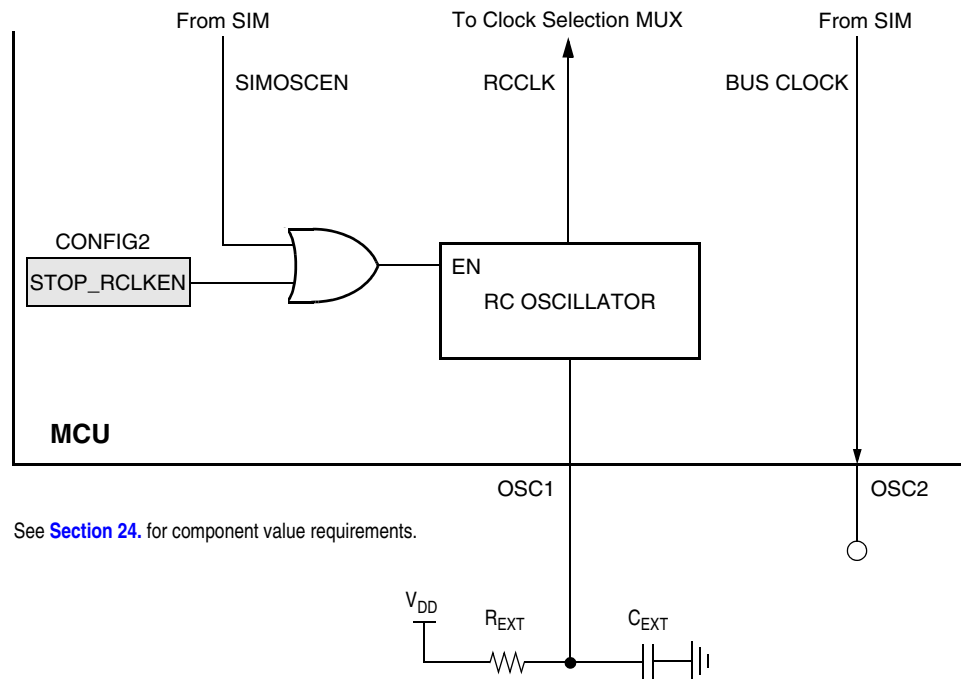 From SIM
To Clock Selection MUX
From SIM
SIMOSCEN
RCCLK
BUS CLOCK
CONFIG2
STOP_RCLKEN
EN
RC OSCILLATOR
MCU
OSC1
OSC2
See Section 24. for component value requirements.
VDD
REXT
CEXT